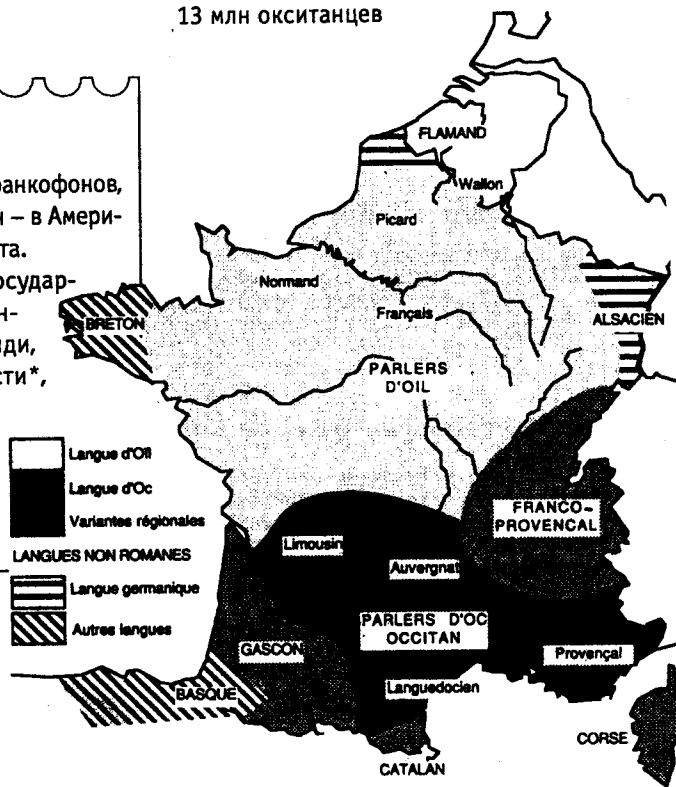 13 млн окситанцев
анкофонов,
н – в Амери-
та.
осудар-
н-
ди,
сти*,
FLAMAND
Wallon
Picard
Normand
Français
BRETON
ALSACIEN
PARLERS
D'OIL
Langue d'Oïl
Langue d'Oc
Variantes régionales
LANGUES NON ROMANES
Langue germanique
Autres langues
FRANCO-
PROVENCAL
Limousin
Auvergnat
PARLERS D'OC
OCCITAN
GASCON
Provençal
BASQUE
Languedocien
CORSE
CATALAN